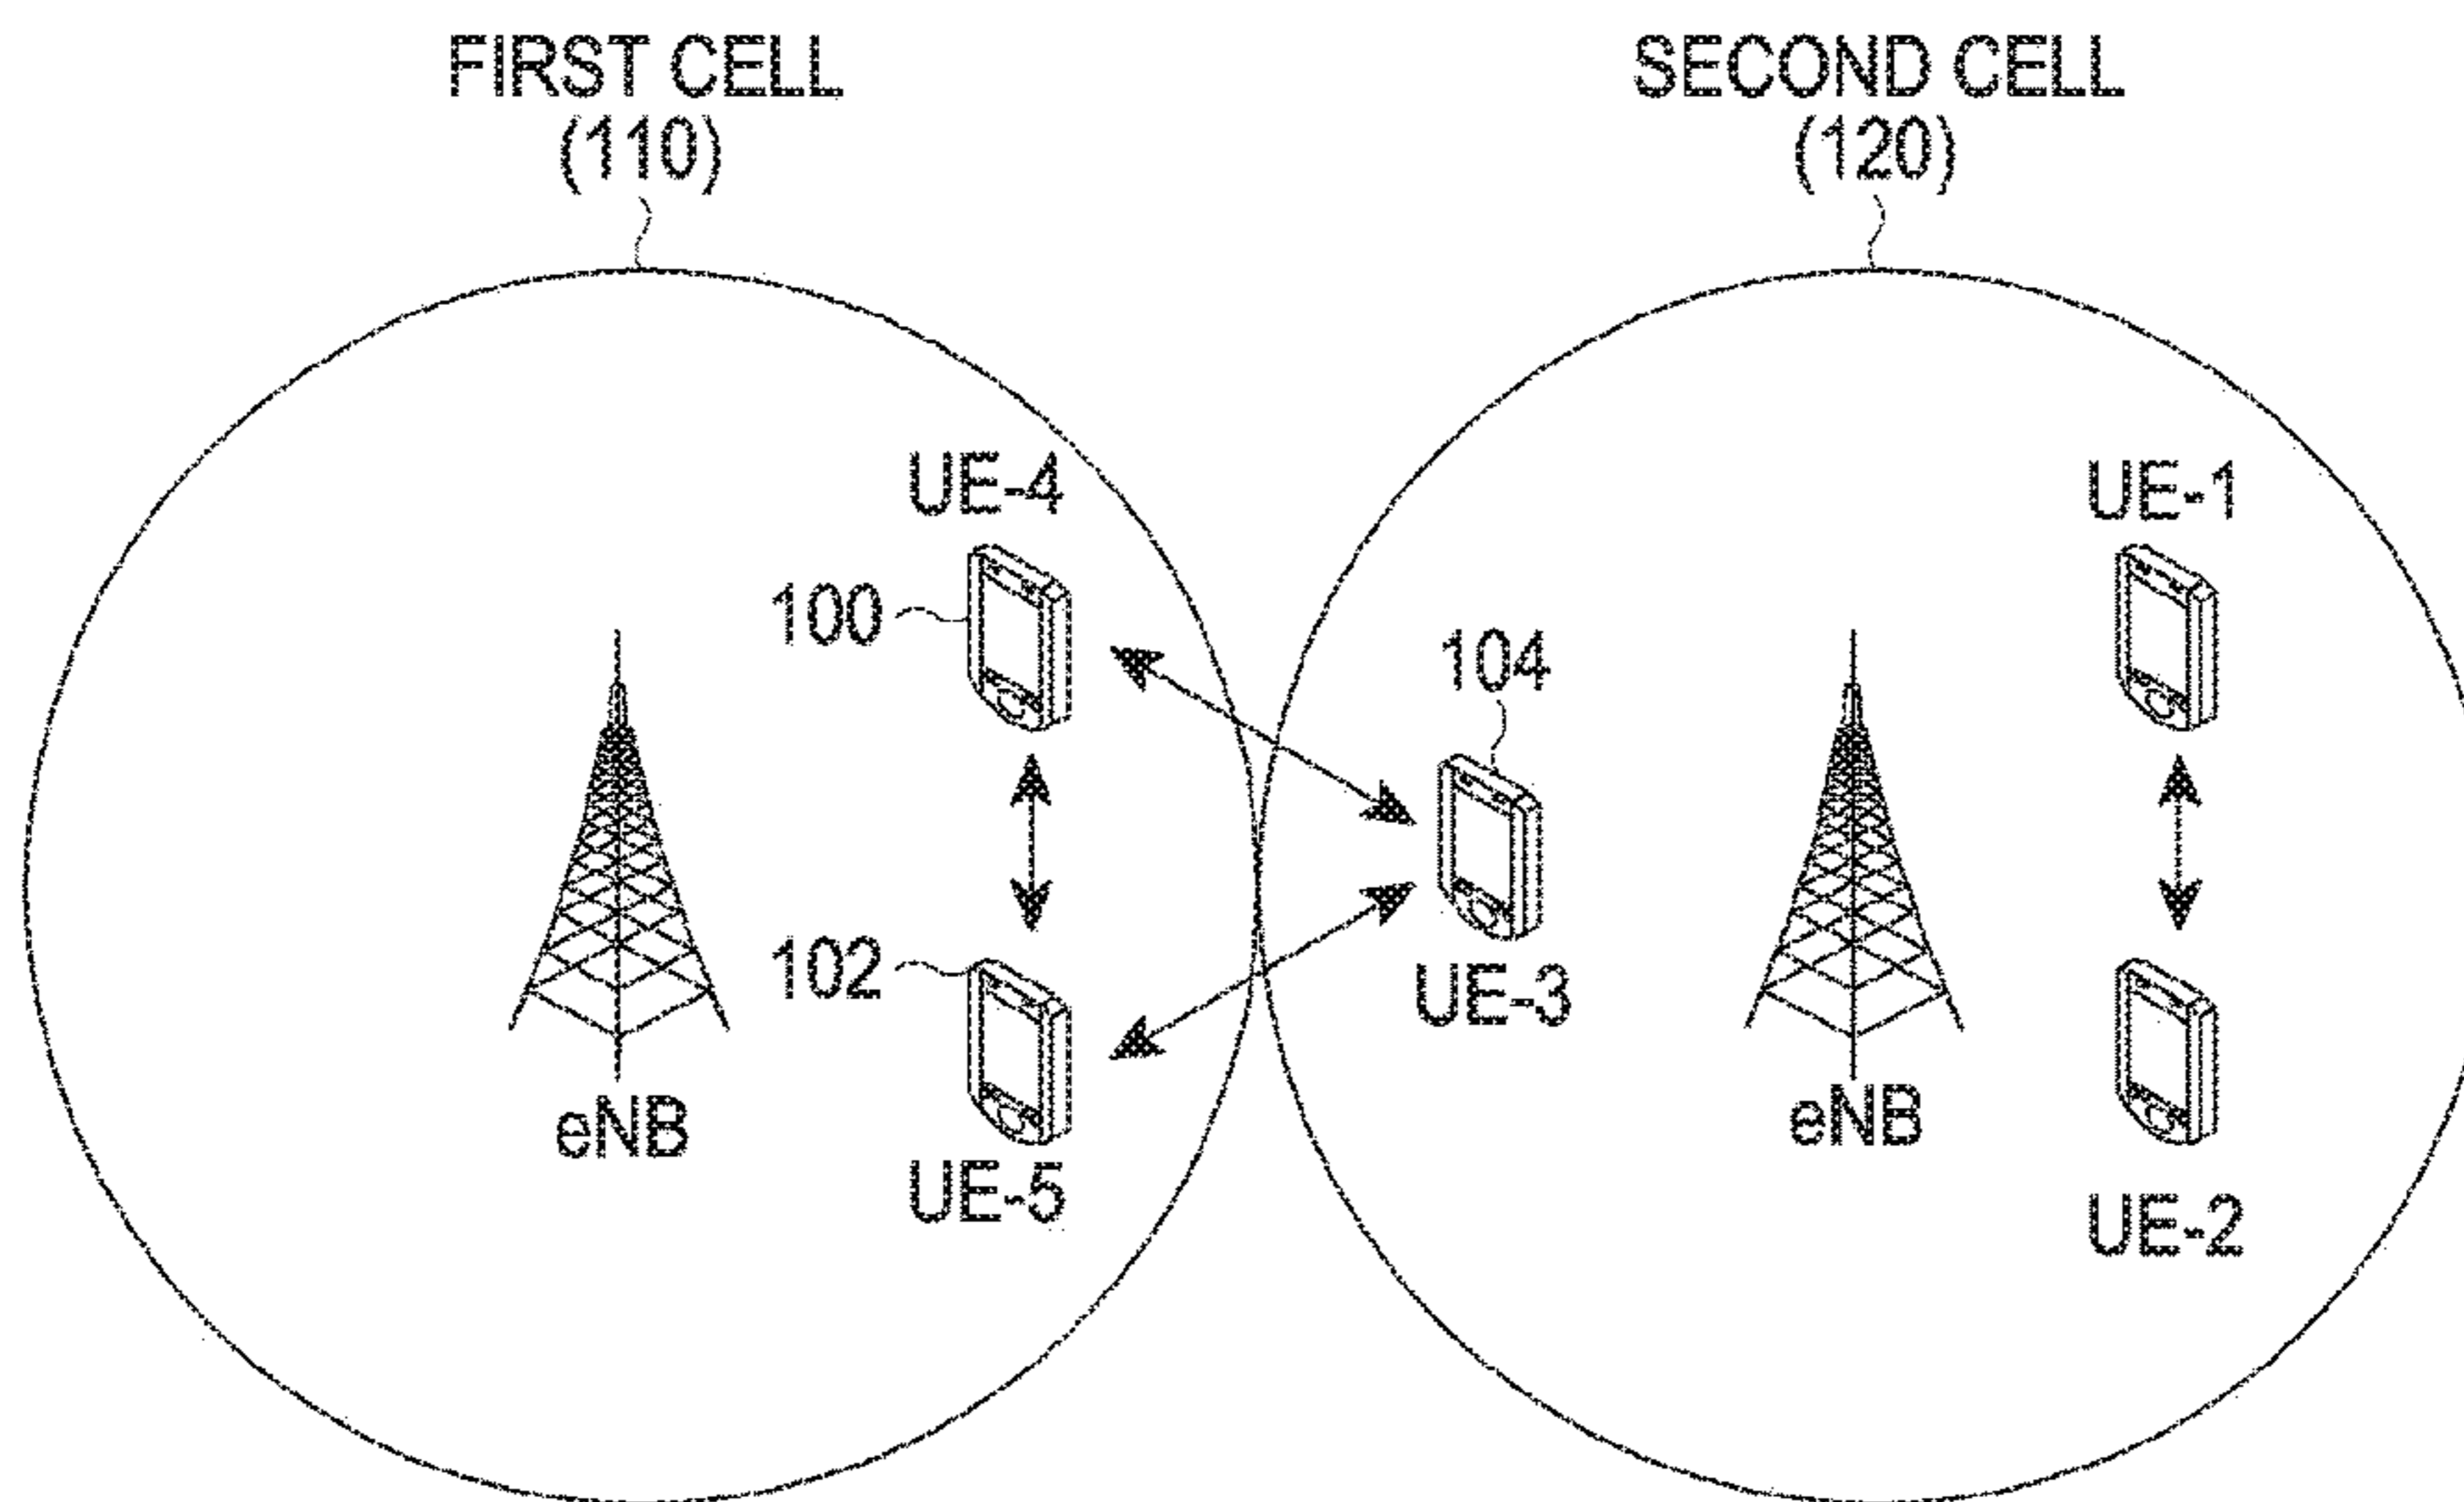 FIRST CELL
(110)
SECOND CELL
(120)
UE-4
UE-1
100
104
102
UE-3
eNB
eNB
UE-5
UE-2